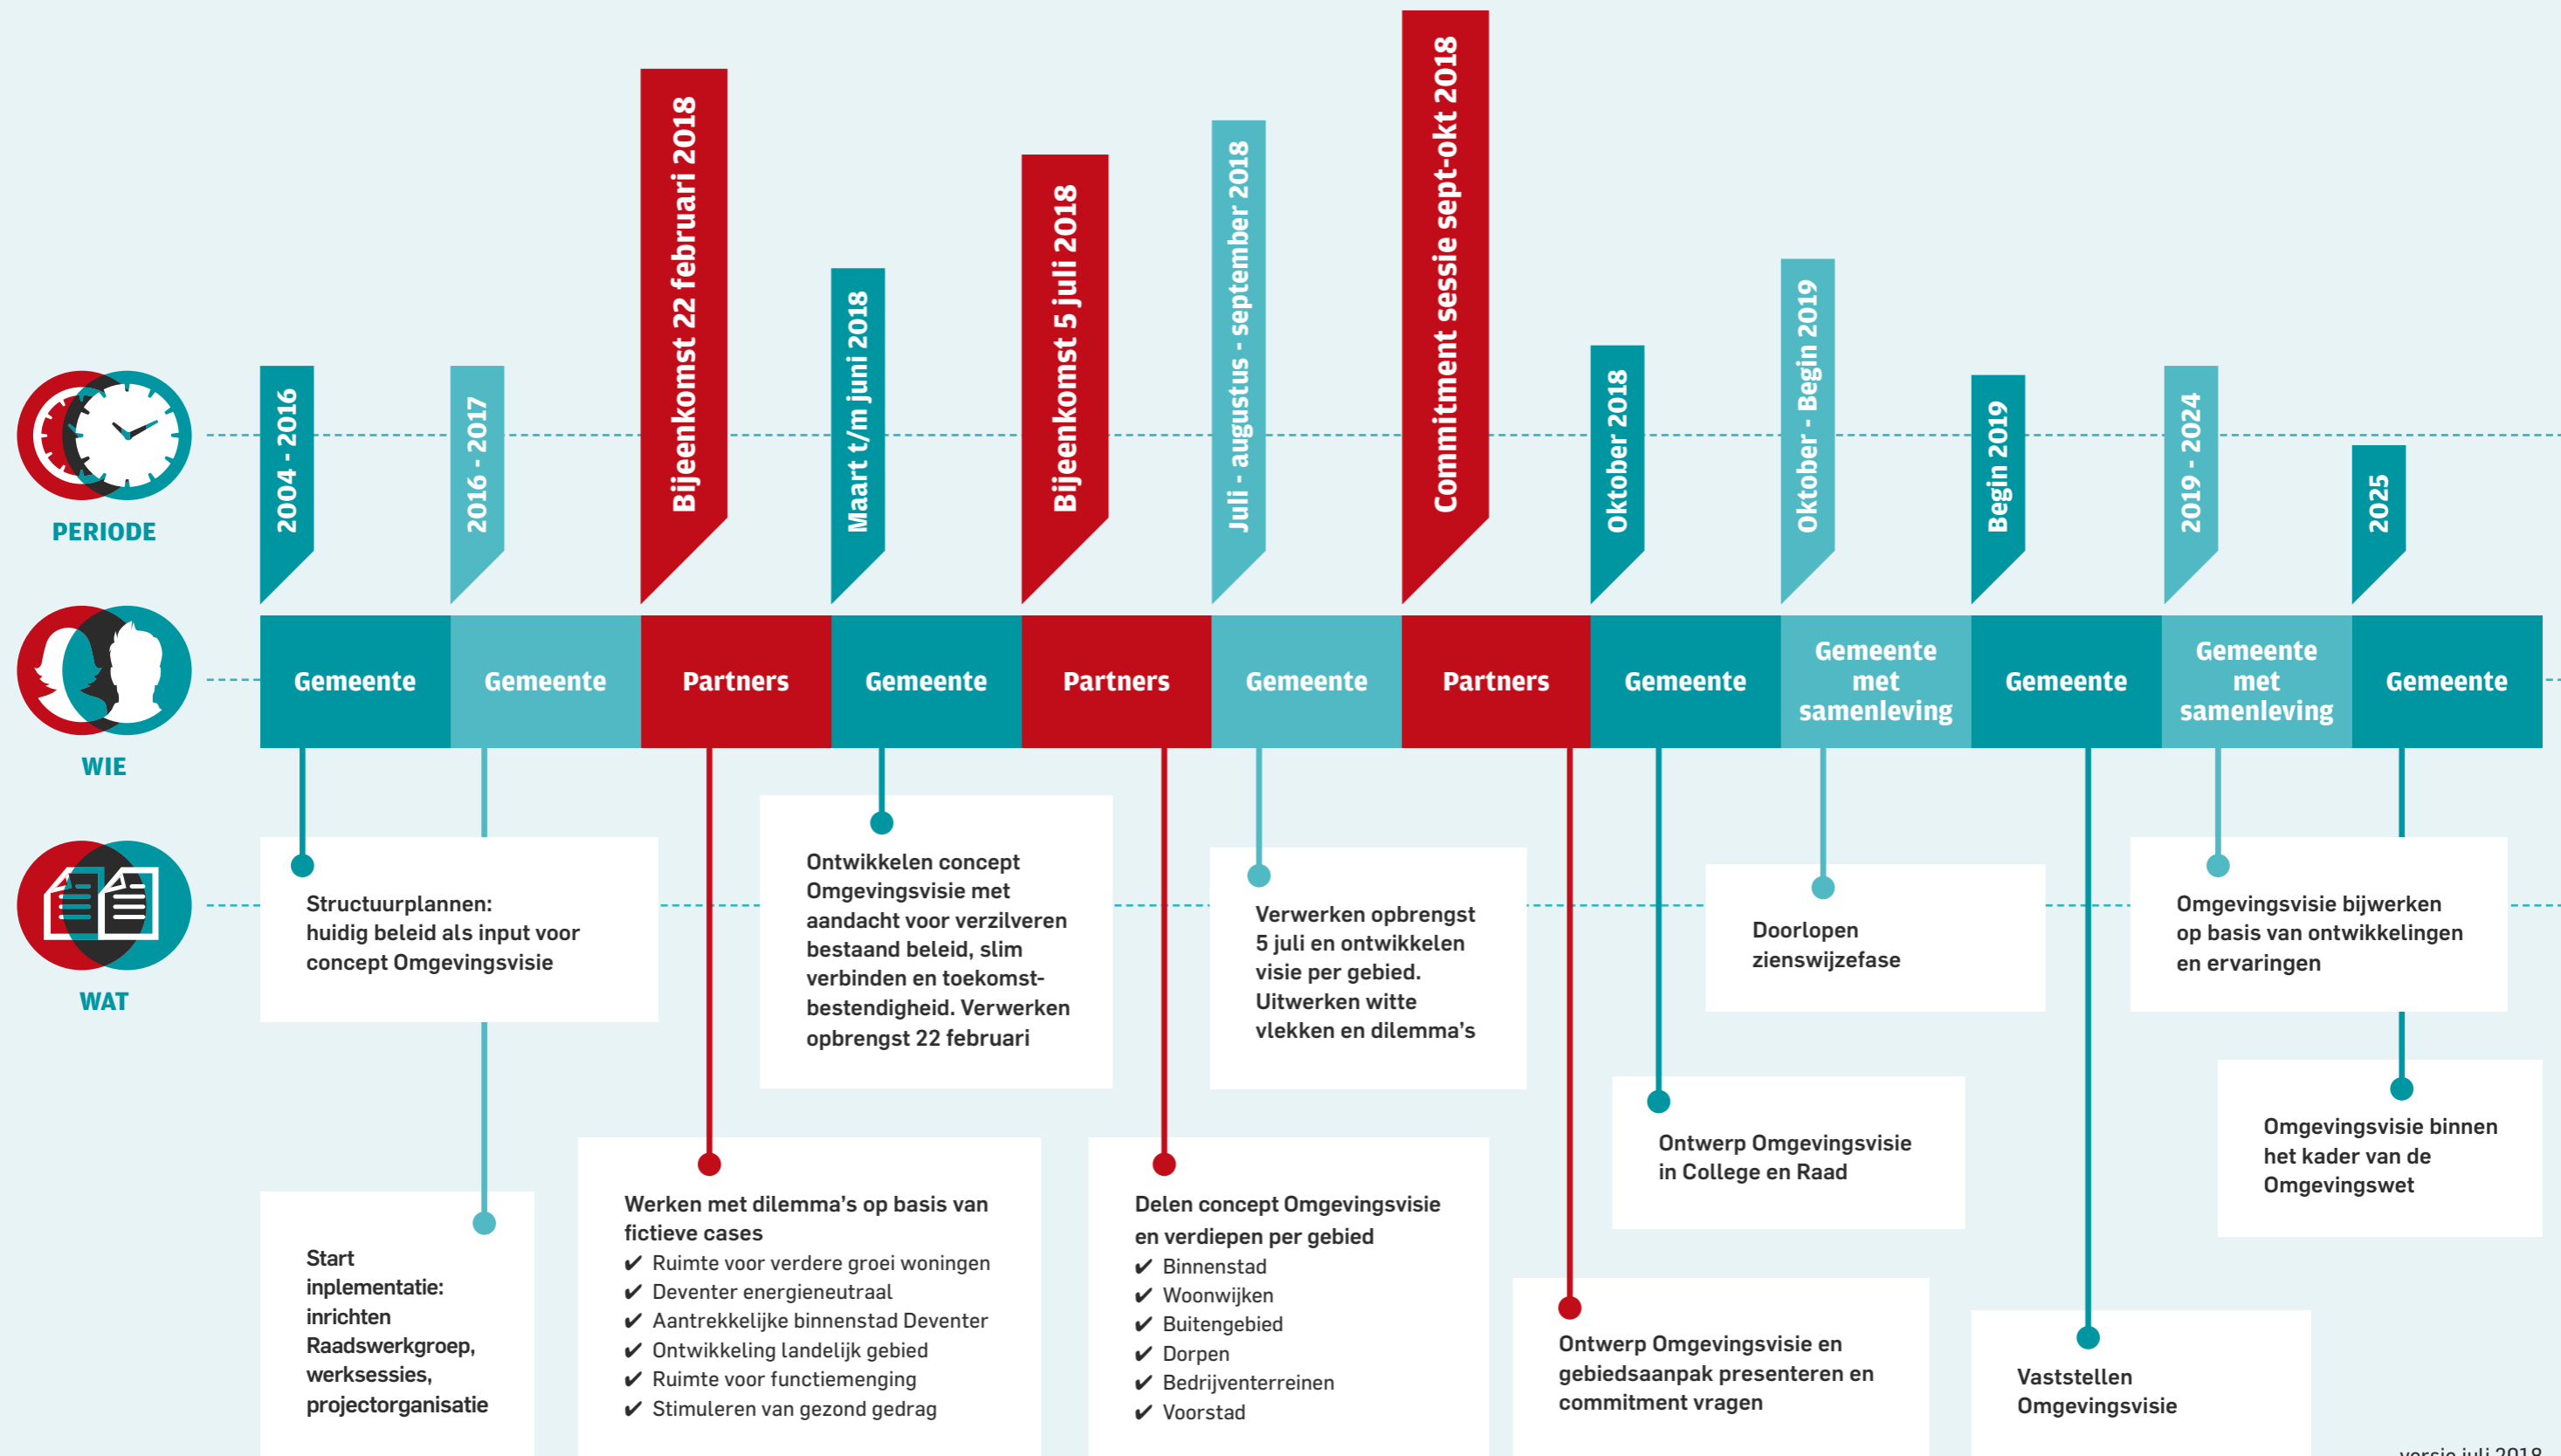 PERIODE
2004 - 2016
2016 - 2017
Bijeenkomst 22 februari 2018
Maart t/m juni 2018
Bijeenkomst 5 juli 2018
Juli - augustus - september 2018
Commitment sessie sept-okt 2018
Oktober 2018
Oktober - Begin 2019
Begin 2019
2019 - 2024
2025
WIE
Gemeente
Gemeente
Partners
Gemeente
Partners
Gemeente
Partners
Gemeente
Gemeente
met
samenleving
Gemeente
Gemeente
met
samenleving
Gemeente
WAT
Structuurplannen:
huidig beleid als input voor
concept Omgevingsvisie
Start
inplementatie:
inrichten
Raadswerkgroep,
werksessies,
projectorganisatie
Werken met dilemma's op basis van
fictieve cases
✔ Ruimte voor verdere groei woningen
✔ Deventer energieneutraal
✔ Aantrekkelijke binnenstad Deventer
✔ Ontwikkeling landelijk gebied
✔ Ruimte voor functiemenging
✔ Stimuleren van gezond gedrag
Ontwikkelen concept
Omgevingsvisie met
aandacht voor verzilveren
bestaand beleid, slim
verbinden en toekomst-
bestendigheid. Verwerken
opbrengst 22 februari
Delen concept Omgevingsvisie
en verdiepen per gebied
✔ Binnenstad
✔ Woonwijken
✔ Buitengebied
✔ Dorpen
✔ Bedrijventerreinen
✔ Voorstad
Verwerken opbrengst
5 juli en ontwikkelen
visie per gebied.
Uitwerken witte
vlekken en dilemma's
Ontwerp Omgevingsvisie en
gebiedsaanpak presenteren en
commitment vragen
Ontwerp Omgevingsvisie
in College en Raad
Doorlopen
zienswijzefase
Vaststellen
Omgevingsvisie
Omgevingsvisie bijwerken
op basis van ontwikkelingen
en ervaringen
Omgevingsvisie binnen
het kader van de
Omgevingswet
versie juli 2018